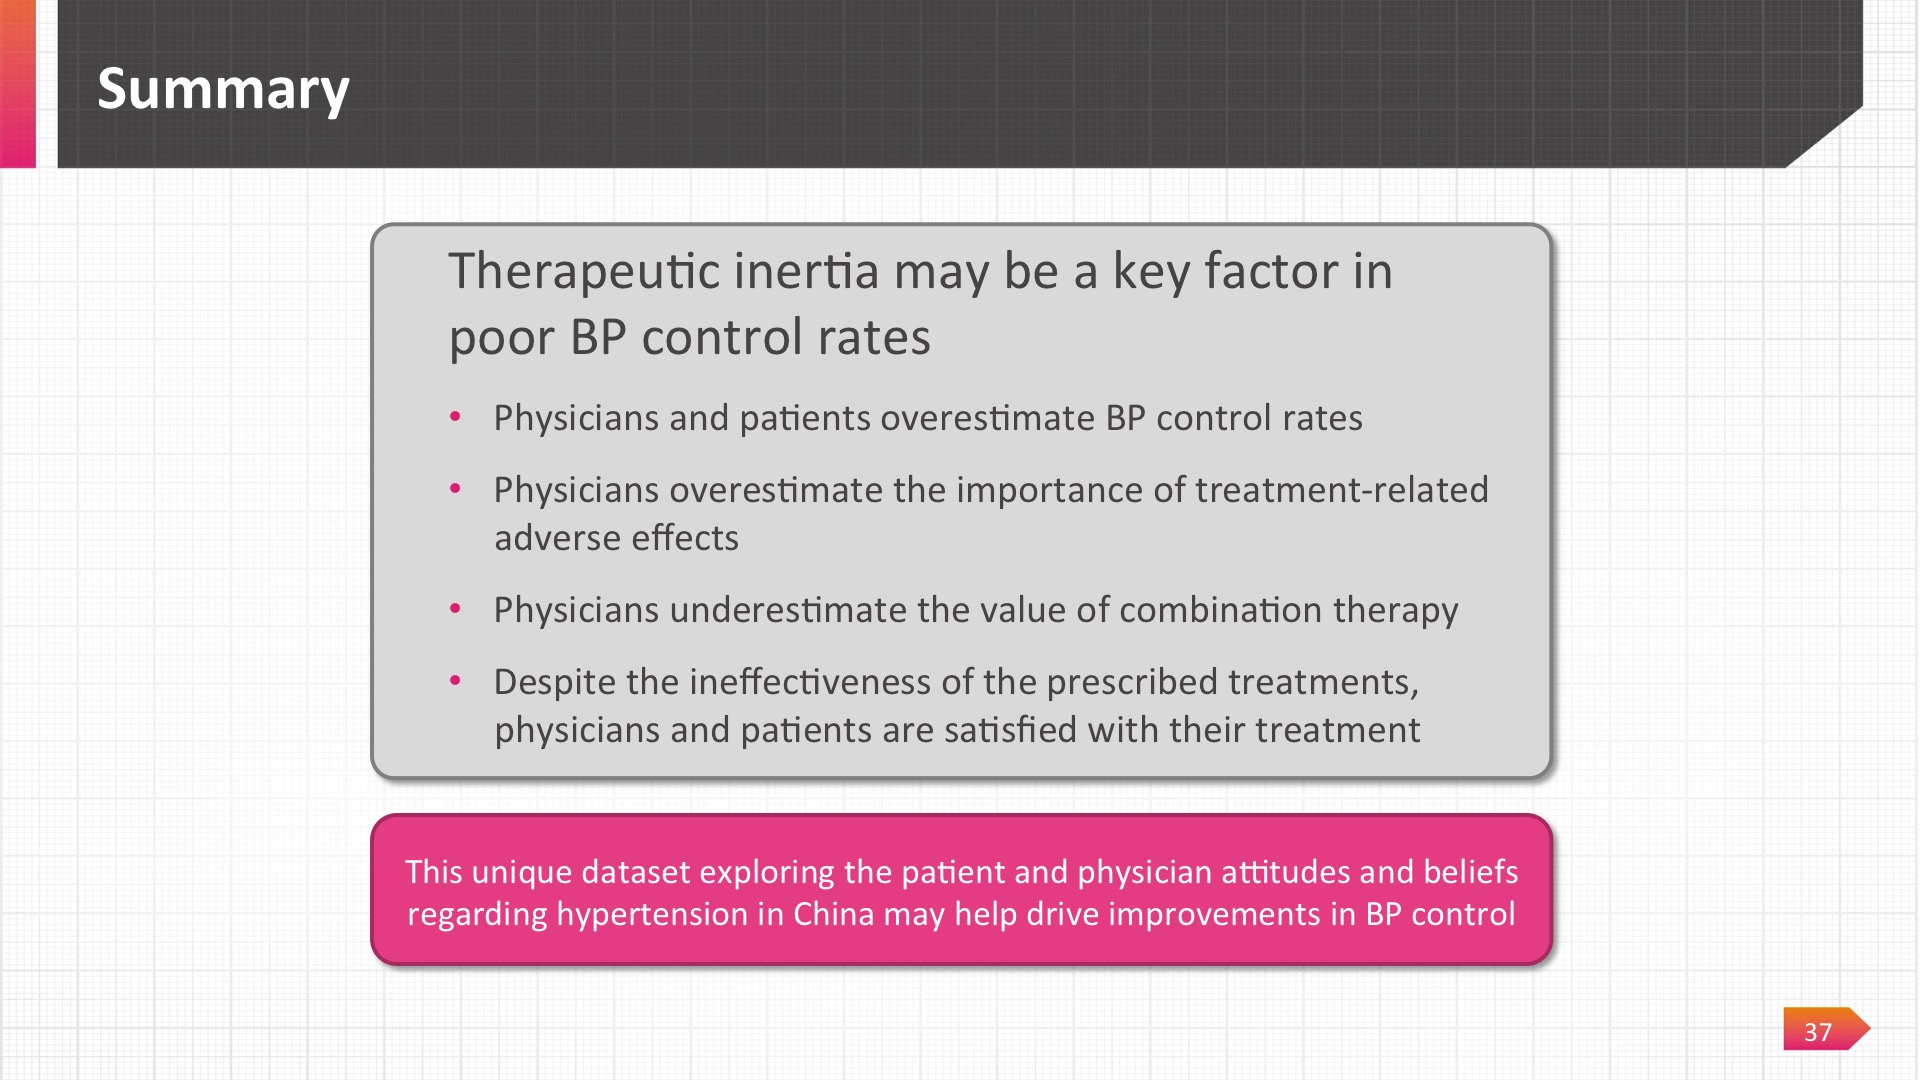 Summary
Therapeutic inertia may be a key factor in
poor BP control rates
• Physicians and patients overestimate BP control rates
• Physicians overestimate the importance of treatment-related
adverse effects
• Physicians underestimate the value of combination therapy
• Despite the ineffectiveness of the prescribed treatments,
physicians and patients are satisfied with their treatment
This unique dataset exploring the patient and physician attitudes and beliefs
regarding hypertension in China may help drive improvements in BP control
37